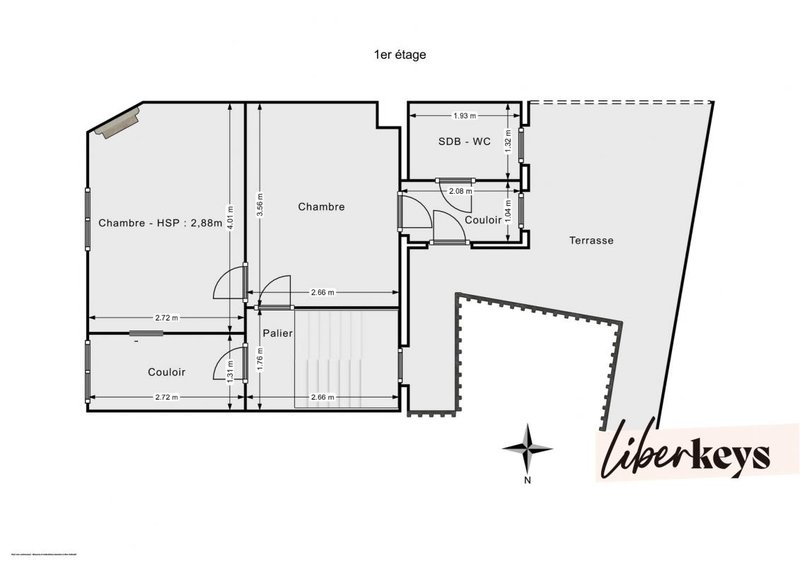 1er étage
1.93 m
SDB - WC
1.32 m
2.08 m
1.04 m
Couloir
Terrasse
Chambre - HSP : 2,88m
4.01 m
3.56 m
Chambre
2.72 m
2.66 m
Palier
1.76 m
Couloir
1.31 m
2.72 m
2.66 m
N
liberkeys